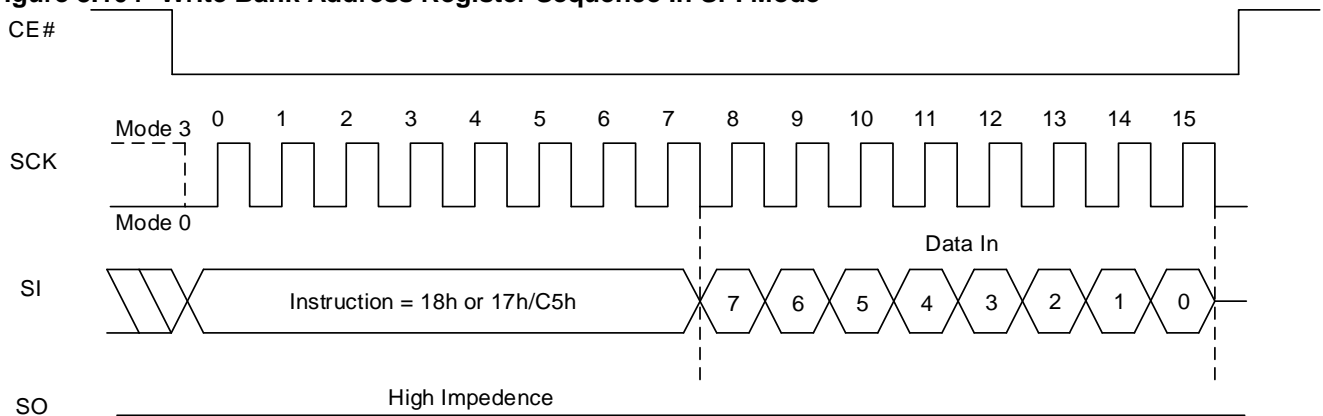 CE#
Mode 3 0 1 2 3 4 5 6 7 8 9 10 11 12 13 14 15
SCK
Mode 0
Data In
SI
Instruction = 18h or 17h/C5h 7 6 5 4 3 2 1 0
High Impedence
SO